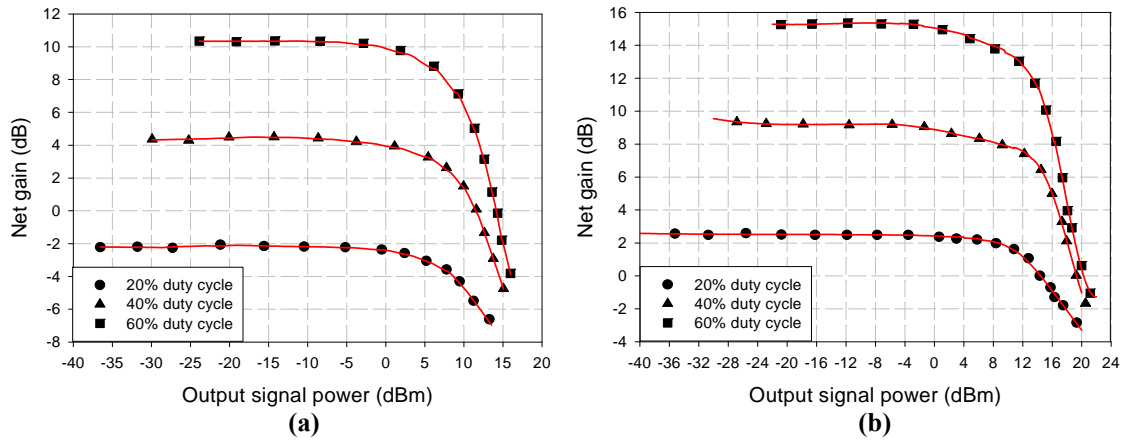 12
10
8
6
4
2
0
-2
-4
-6
-8
Net gain (dB)
-40 -35 -30 -25 -20 -15 -10 -5 0 5 10 15 20
Output signal power (dBm)
20% duty cycle
40% duty cycle
60% duty cycle
(a)
16
14
12
10
8
6
4
2
0
-2
-4
Net gain (dB)
-36 -32 -28 -24 -20 -16 -12 -8 -4 0 4 8 12 16 20 24
Output signal power (dBm)
20% duty cycle
40% duty cycle
60% duty cycle
(b)